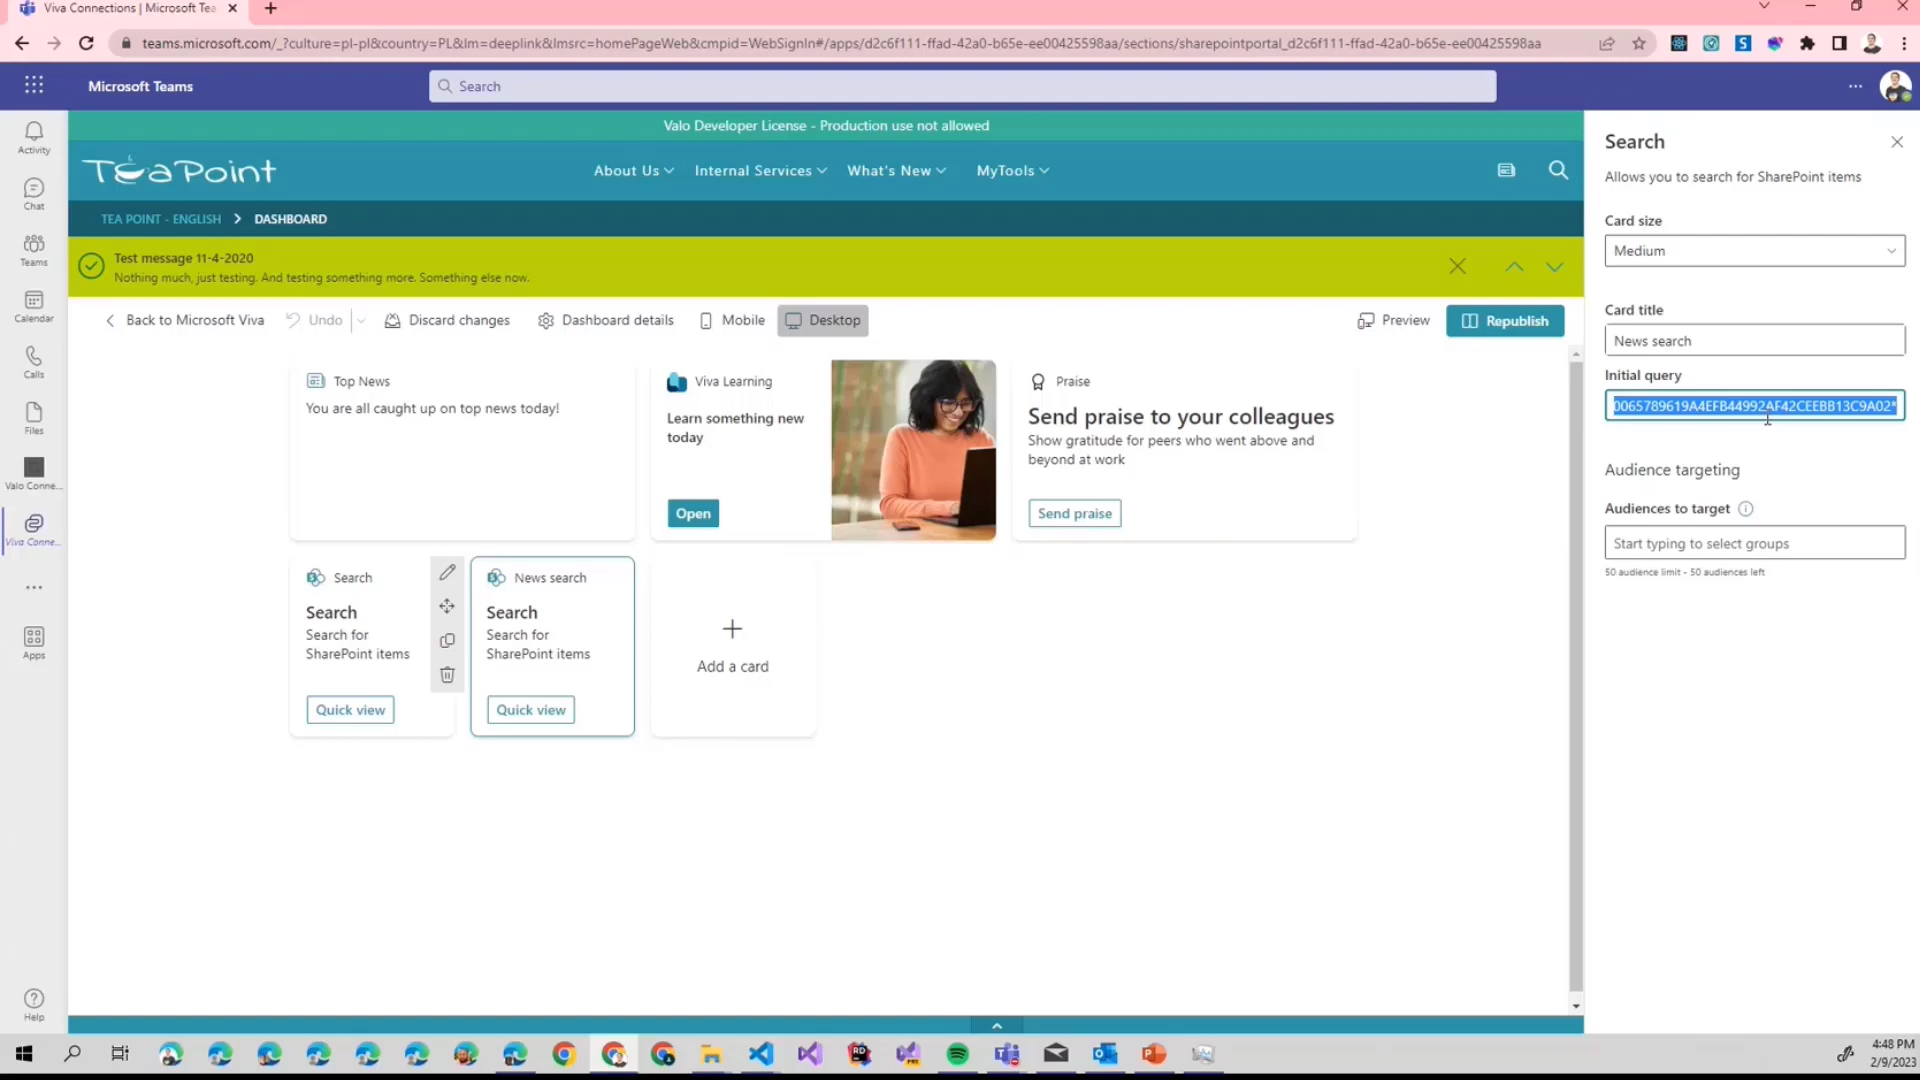 Viva Connections | Microsoft Tea
teams.microsoft.com/_?culture=pl-pl&country=PL&lm=deeplink&lmsrc=homePageWeb&cmpid=WebSignIn#/apps/d2c6f111-ffad-42a0-b65e-ee00425598aa/sections/sharepointportal_d2c6f111-ffad-42a0-b65e-ee00425598aa
Microsoft Teams
Search
Activity
Chat
Teams
Calendar
Calls
Files
Valo Conne...
Viva Conne...
Apps
Help
Valo Developer License - Production use not allowed
TeaPoint
About Us
Internal Services
What's New
MyTools
TEA POINT - ENGLISH
DASHBOARD
Test message 11-4-2020
Nothing much, just testing. And testing something more. Something else now.
Back to Microsoft Viva
Undo
Discard changes
Dashboard details
Mobile
Desktop
Preview
Republish
Top News
You are all caught up on top news today!
Viva Learning
Learn something new
today
Open
Praise
Send praise to your colleagues
Show gratitude for peers who went above and
beyond at work
Send praise
Search
Search
Search for
SharePoint items
Quick view
News search
Search
Search for
SharePoint items
Quick view
Add a card
Search
Allows you to search for SharePoint items
Card size
Medium
Card title
News search
Initial query
0065789619A4EFB44992AF42CEEBB13C9A02*
Audience targeting
Audiences to target
Start typing to select groups
50 audience limit - 50 audiences left
4:48 PM
2/9/2023